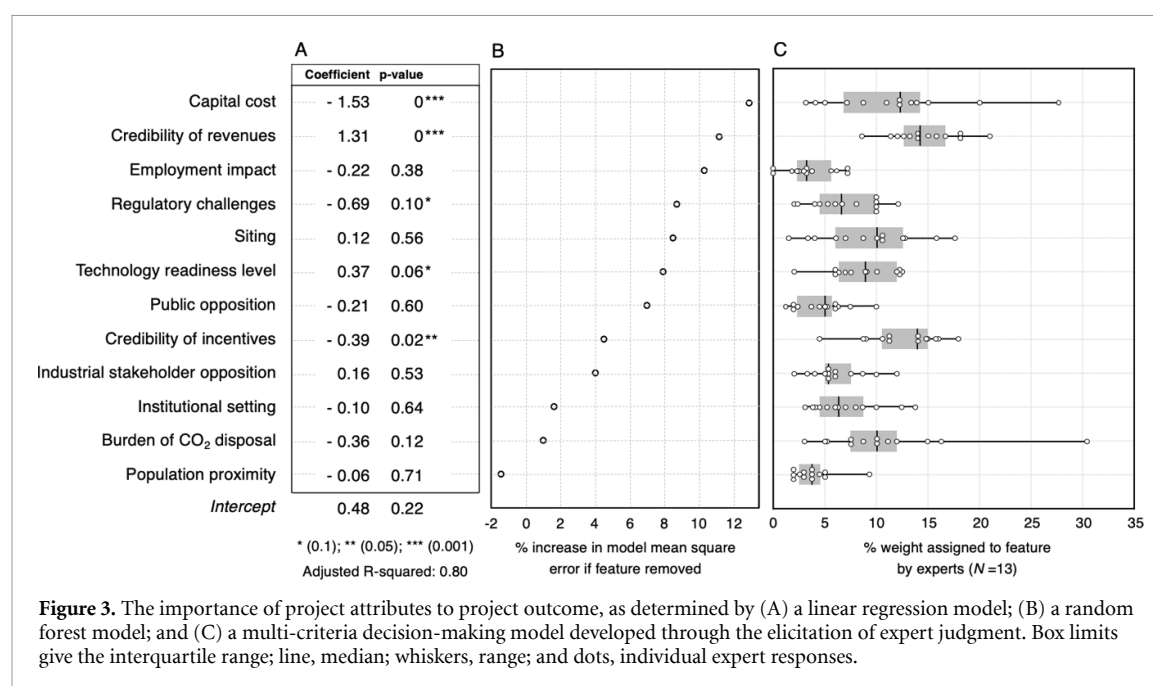 A
B
C
Coefficient p-value
Capital cost - 1.53 0***
Credibility of revenues 1.31 0***
Employment impact - 0.22 0.38
Regulatory challenges - 0.69 0.10*
Siting 0.12 0.56
Technology readiness level 0.37 0.06*
Public opposition - 0.21 0.60
Credibility of incentives - 0.39 0.02**
Industrial stakeholder opposition 0.16 0.53
Institutional setting - 0.10 0.64
Burden of CO₂ disposal - 0.36 0.12
Population proximity - 0.06 0.71
Intercept 0.48 0.22
* (0.1); ** (0.05); *** (0.001)
Adjusted R-squared: 0.80
-2 0 2 4 6 8 10 12
% increase in model mean square
error if feature removed
0 5 10 15 20 25 30 35
% weight assigned to feature
by experts (N =13)
Figure 3. The importance of project attributes to project outcome, as determined by (A) a linear regression model; (B) a random
forest model; and (C) a multi-criteria decision-making model developed through the elicitation of expert judgment. Box limits
give the interquartile range; line, median; whiskers, range; and dots, individual expert responses.